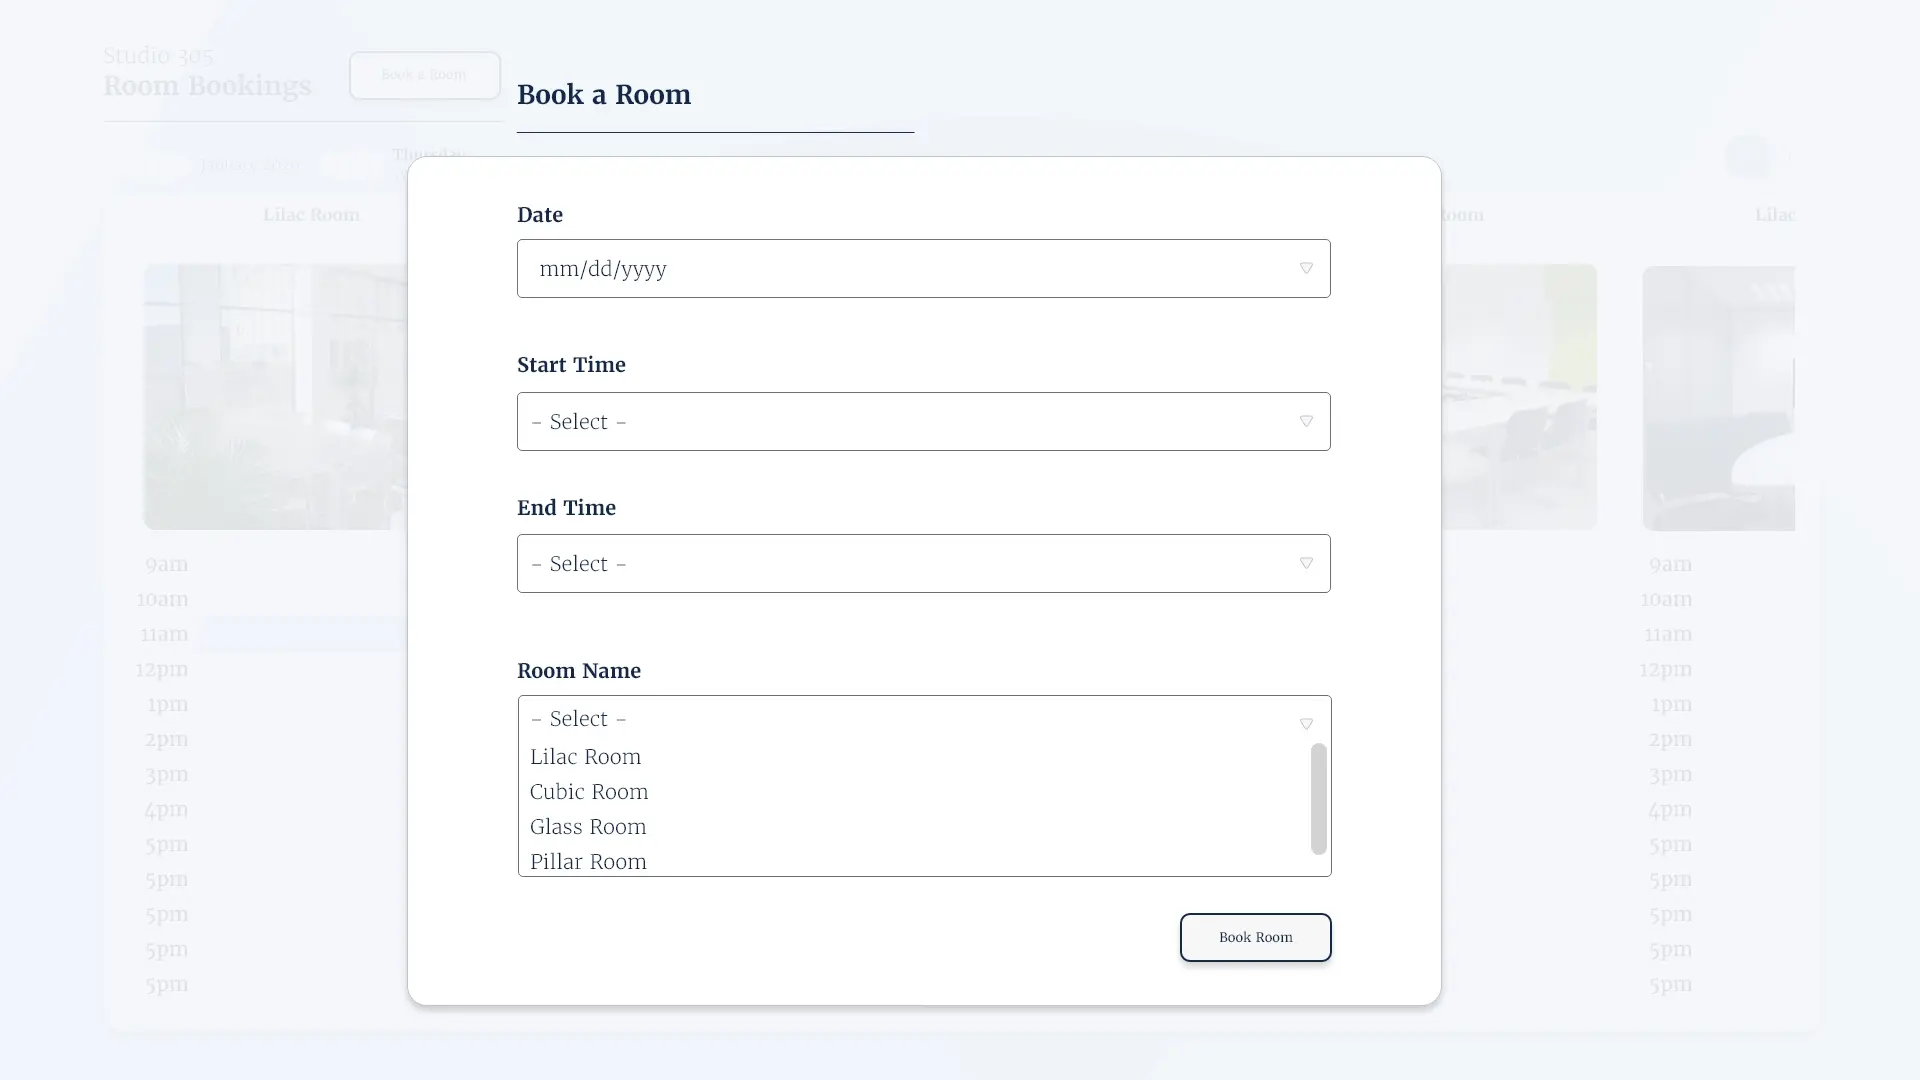 Studio 305
Room Bookings
Book a Room
Book a Room
Thursday
Lilac Room
Room
Lilac
Date
mm/dd/yyyy
Start Time
- Select -
End Time
- Select -
Room Name
- Select -
Lilac Room
Cubic Room
Glass Room
Pillar Room
Book Room
9am
10am
11am
12pm
1pm
2pm
3pm
4pm
5pm
5pm
5pm
5pm
5pm
9am
10am
11am
12pm
1pm
2pm
3pm
4pm
5pm
5pm
5pm
5pm
5pm